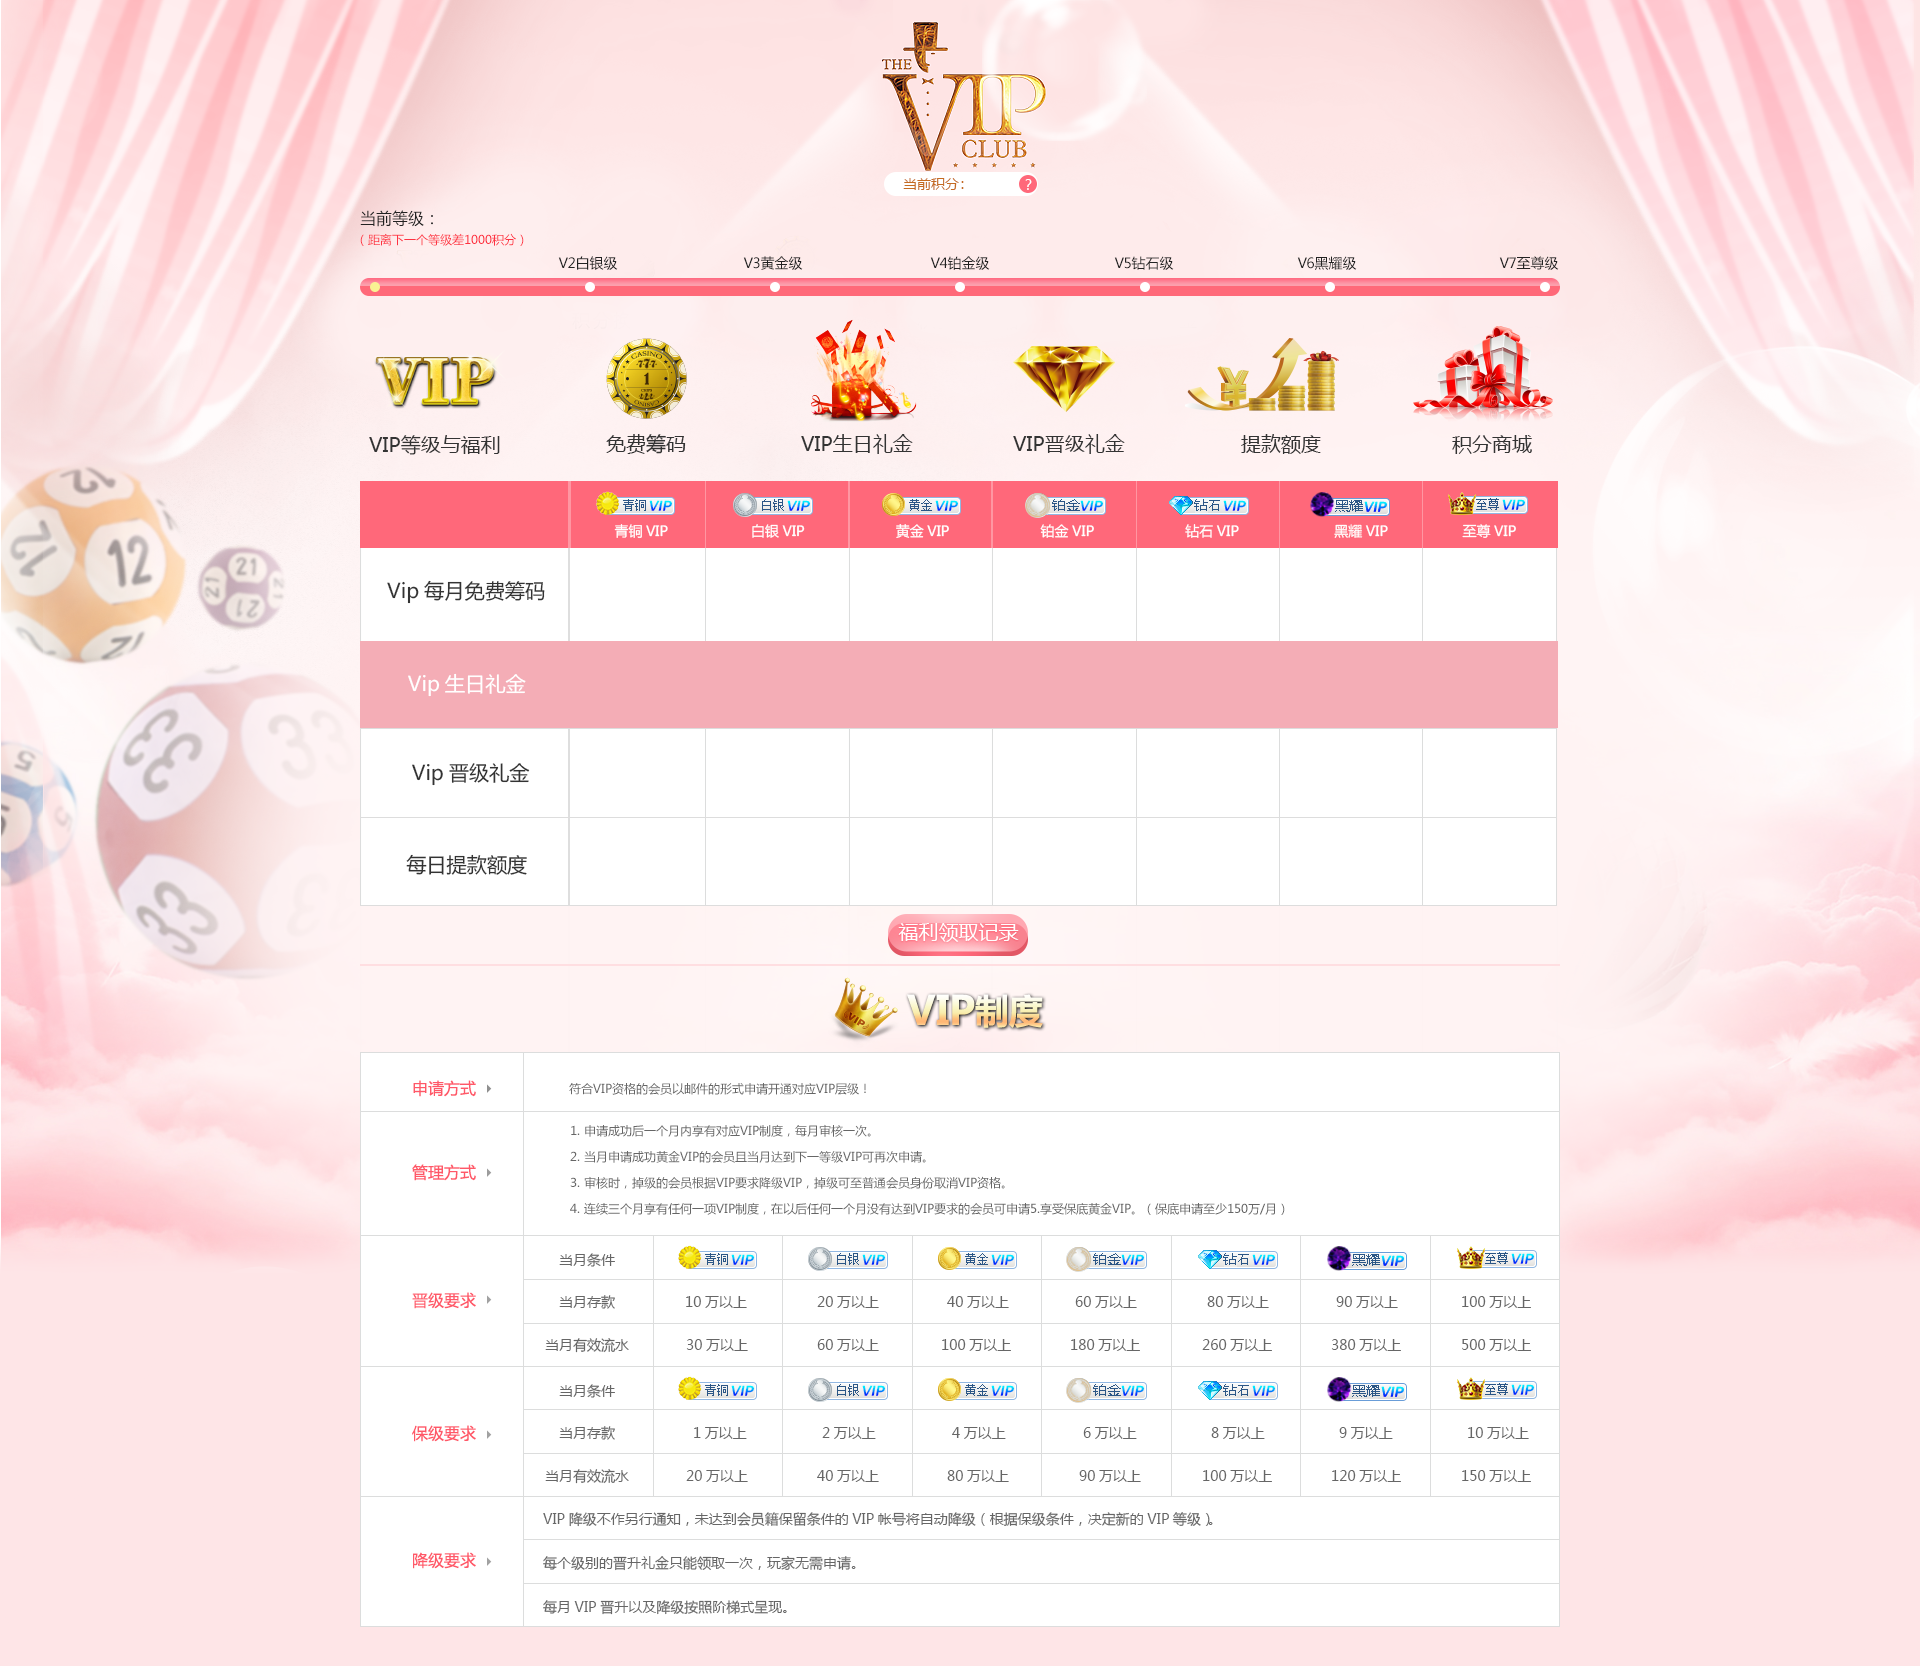 THE
VIP
CLUB
当前积分：
?
当前等级：
( 距离下一个等级差1000积分 )
V2白银级 V3黄金级 V4铂金级 V5钻石级 V6黑耀级 V7至尊级
VIP
CASINO
777
1
CASINO
¥
VIP等级与福利 免费筹码 VIP生日礼金 VIP晋级礼金 提款额度 积分商城
青铜VIP 白银VIP 黄金VIP 铂金VIP 钻石VIP 黑耀VIP 至尊VIP
青铜 VIP 白银 VIP 黄金 VIP 铂金 VIP 钻石 VIP 黑耀 VIP 至尊 VIP
12
21
21
21
21
33
33
33
5
Vip 每月免费筹码
Vip 生日礼金
Vip 晋级礼金
每日提款额度
福利领取记录
VIP
VIP制度
申请方式
符合VIP资格的会员以邮件的形式申请开通对应VIP层级！
管理方式
1. 申请成功后一个月内享有对应VIP制度，每月审核一次。
2. 当月申请成功黄金VIP的会员且当月达到下一等级VIP可再次申请。
3. 审核时，掉级的会员根据VIP要求降级VIP，掉级可至普通会员身份取消VIP资格。
4. 连续三个月享有任何一项VIP制度，在以后任何一个月没有达到VIP要求的会员可申请5.享受保底黄金VIP。（保底申请至少150万/月）
晋级要求
当月条件 青铜VIP 白银VIP 黄金VIP 铂金VIP 钻石VIP 黑耀VIP 至尊VIP
当月存款 10 万以上 20 万以上 40 万以上 60 万以上 80 万以上 90 万以上 100 万以上
当月有效流水 30 万以上 60 万以上 100 万以上 180 万以上 260 万以上 380 万以上 500 万以上
保级要求
当月条件 青铜VIP 白银VIP 黄金VIP 铂金VIP 钻石VIP 黑耀VIP 至尊VIP
当月存款 1 万以上 2 万以上 4 万以上 6 万以上 8 万以上 9 万以上 10 万以上
当月有效流水 20 万以上 40 万以上 80 万以上 90 万以上 100 万以上 120 万以上 150 万以上
降级要求
VIP 降级不作另行通知，未达到会员籍保留条件的 VIP 帐号将自动降级（根据保级条件，决定新的 VIP 等级）。
每个级别的晋升礼金只能领取一次，玩家无需申请。
每月 VIP 晋升以及降级按照阶梯式呈现。